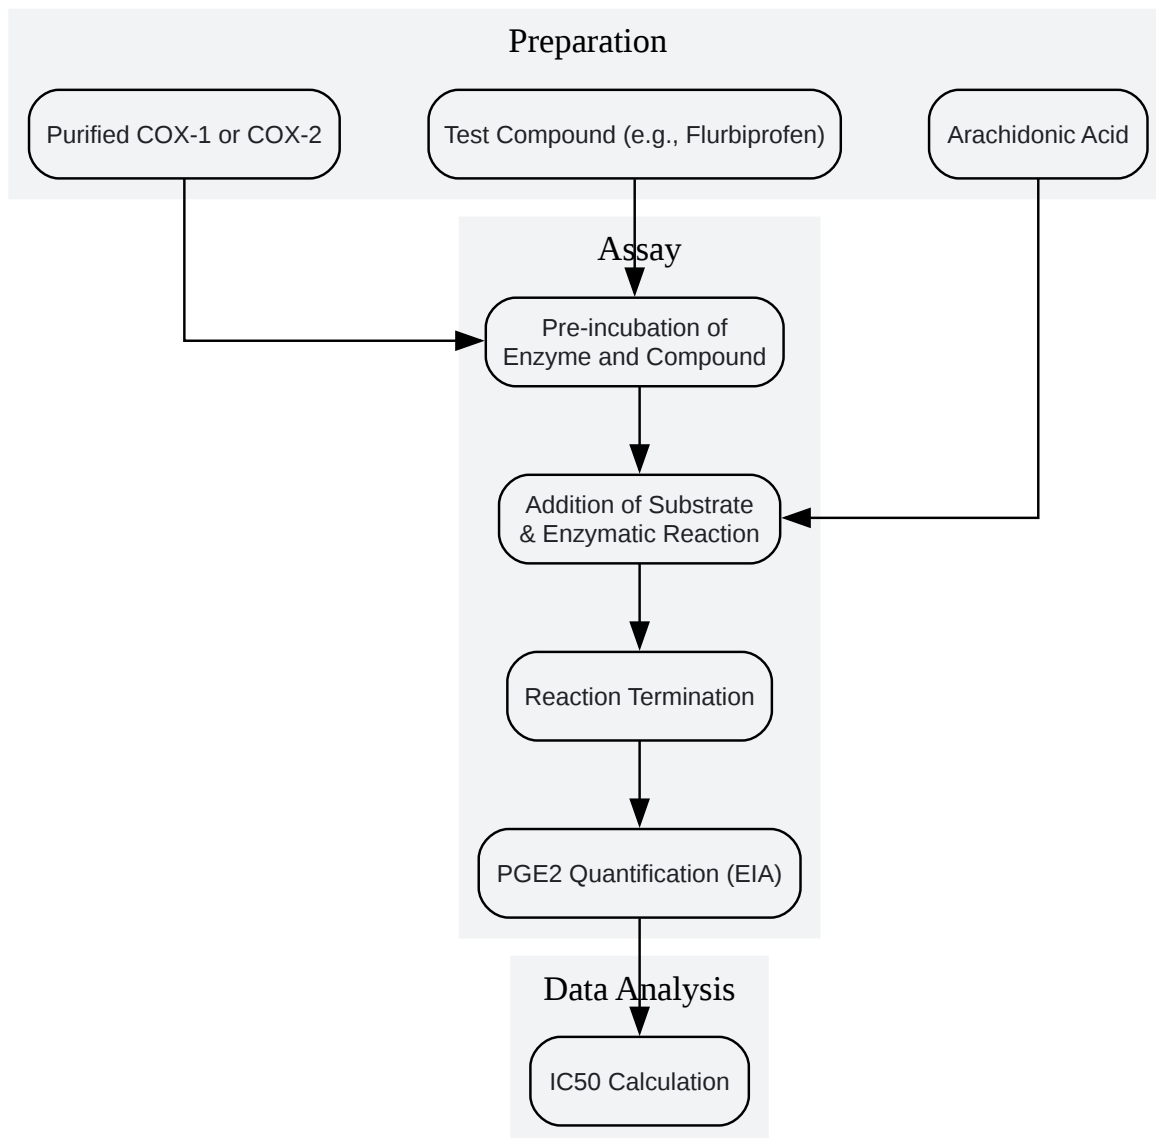 Preparation
Purified COX-1 or COX-2
Test Compound (e.g., Flurbiprofen)
Arachidonic Acid
Assay
Pre-incubation of
Enzyme and Compound
Addition of Substrate
& Enzymatic Reaction
Reaction Termination
PGE2 Quantification (EIA)
Data Analysis
IC50 Calculation